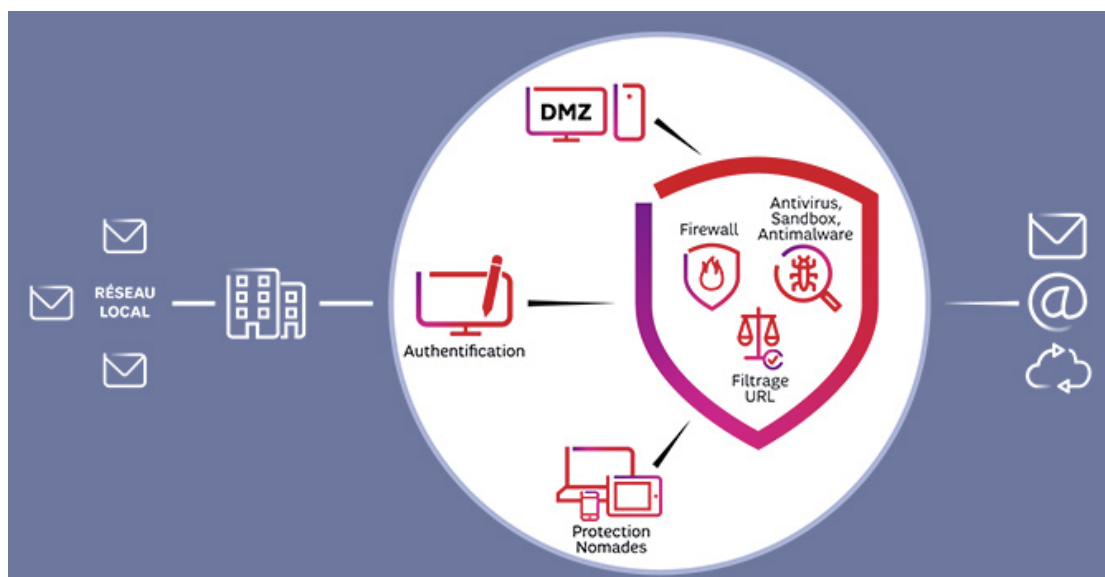 DMZ
Antivirus,
Sandbox,
Antimalware
Firewall
RÉSEAU
LOCAL
Authentification
Filtrage
URL
Protection
Nomades